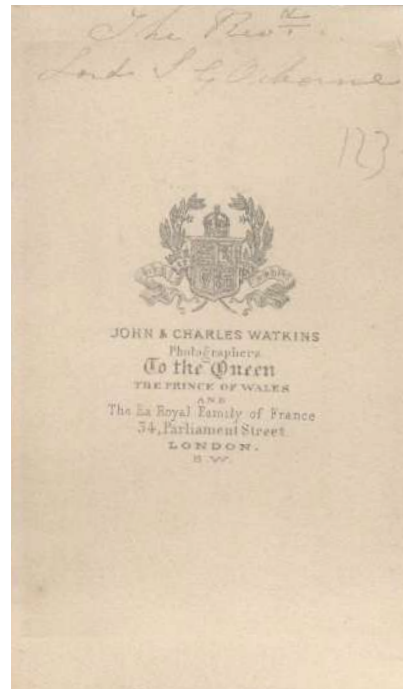 The Revd.
Lord S G Osborne
123
JOHN & CHARLES WATKINS
Photographers
To the Queen
THE PRINCE OF WALES
AND
The Ex Royal Family of France
34, Parliament Street
LONDON.
S.W.